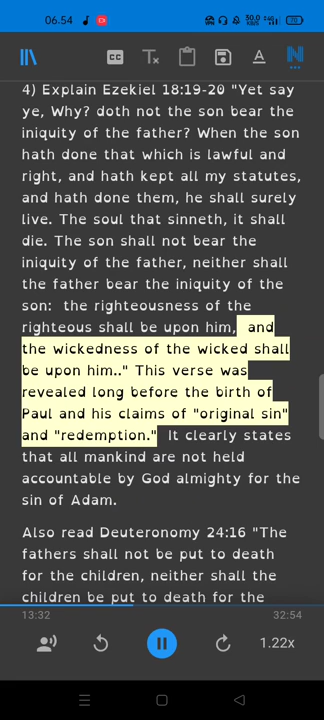 06.54
30.0
KB/s
70
CC
T×
A
N
4) Explain Ezekiel 18:19-20 "Yet say
ye, Why? doth not the son bear the
iniquity of the father? When the son
hath done that which is lawful and
right, and hath kept all my statutes,
and hath done them, he shall surely
live. The soul that sinneth, it shall
die. The son shall not bear the
iniquity of the father, neither shall
the father bear the iniquity of the
son:  the righteousness of the
righteous shall be upon him,  and
the wickedness of the wicked shall
be upon him.." This verse was
revealed long before the birth of
Paul and his claims of "original sin"
and "redemption."  It clearly states
that all mankind are not held
accountable by God almighty for the
sin of Adam.
Also read Deuteronomy 24:16 "The
fathers shall not be put to death
for the children, neither shall the
children be put to death for the
13:32
32:54
1.22x